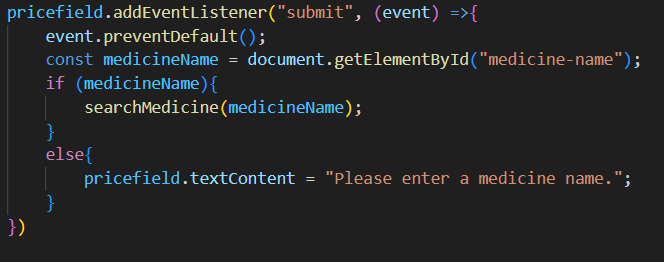 pricefield.addEventListener("submit", (event) =>{
    event.preventDefault();
    const medicineName = document.getElementById("medicine-name");
    if (medicineName){
        searchMedicine(medicineName);
    }
    else{
        pricefield.textContent = "Please enter a medicine name.";
    }
})